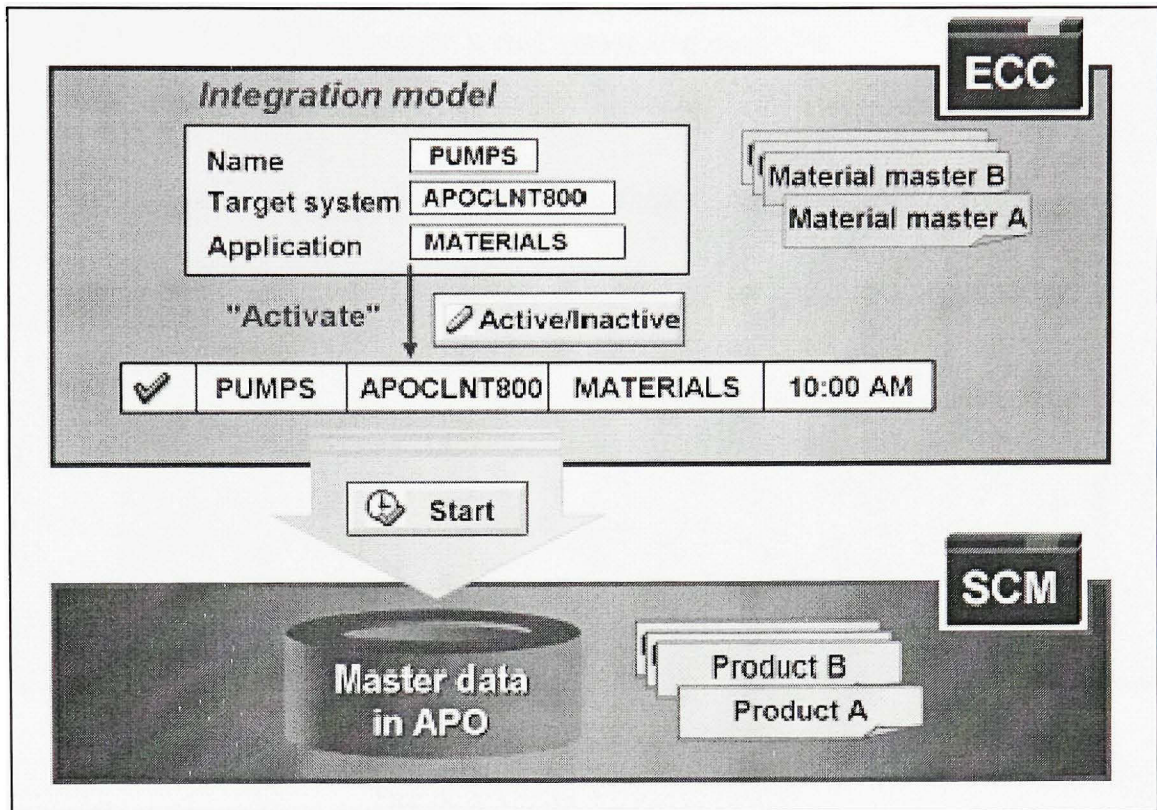 ECC
Integration model
Name PUMPS
Target system APOCLNT800
Application MATERIALS
Material master B
Material master A
"Activate" Active/Inactive
PUMPS APOCLNT800 MATERIALS 10:00 AM
Start
SCM
Master data
in APO
Product B
Product A